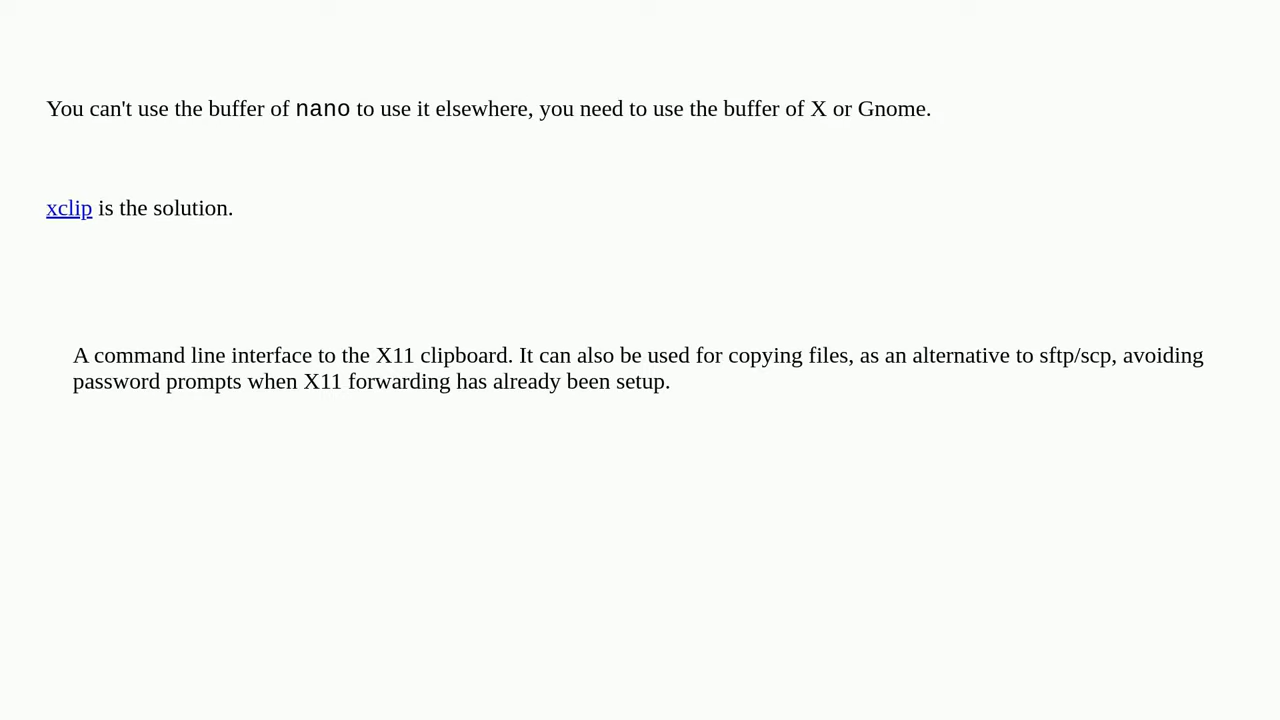 You can't use the buffer of nano to use it elsewhere, you need to use the buffer of X or Gnome.
xclip is the solution.
A command line interface to the X11 clipboard. It can also be used for copying files, as an alternative to sftp/scp, avoiding
password prompts when X11 forwarding has already been setup.